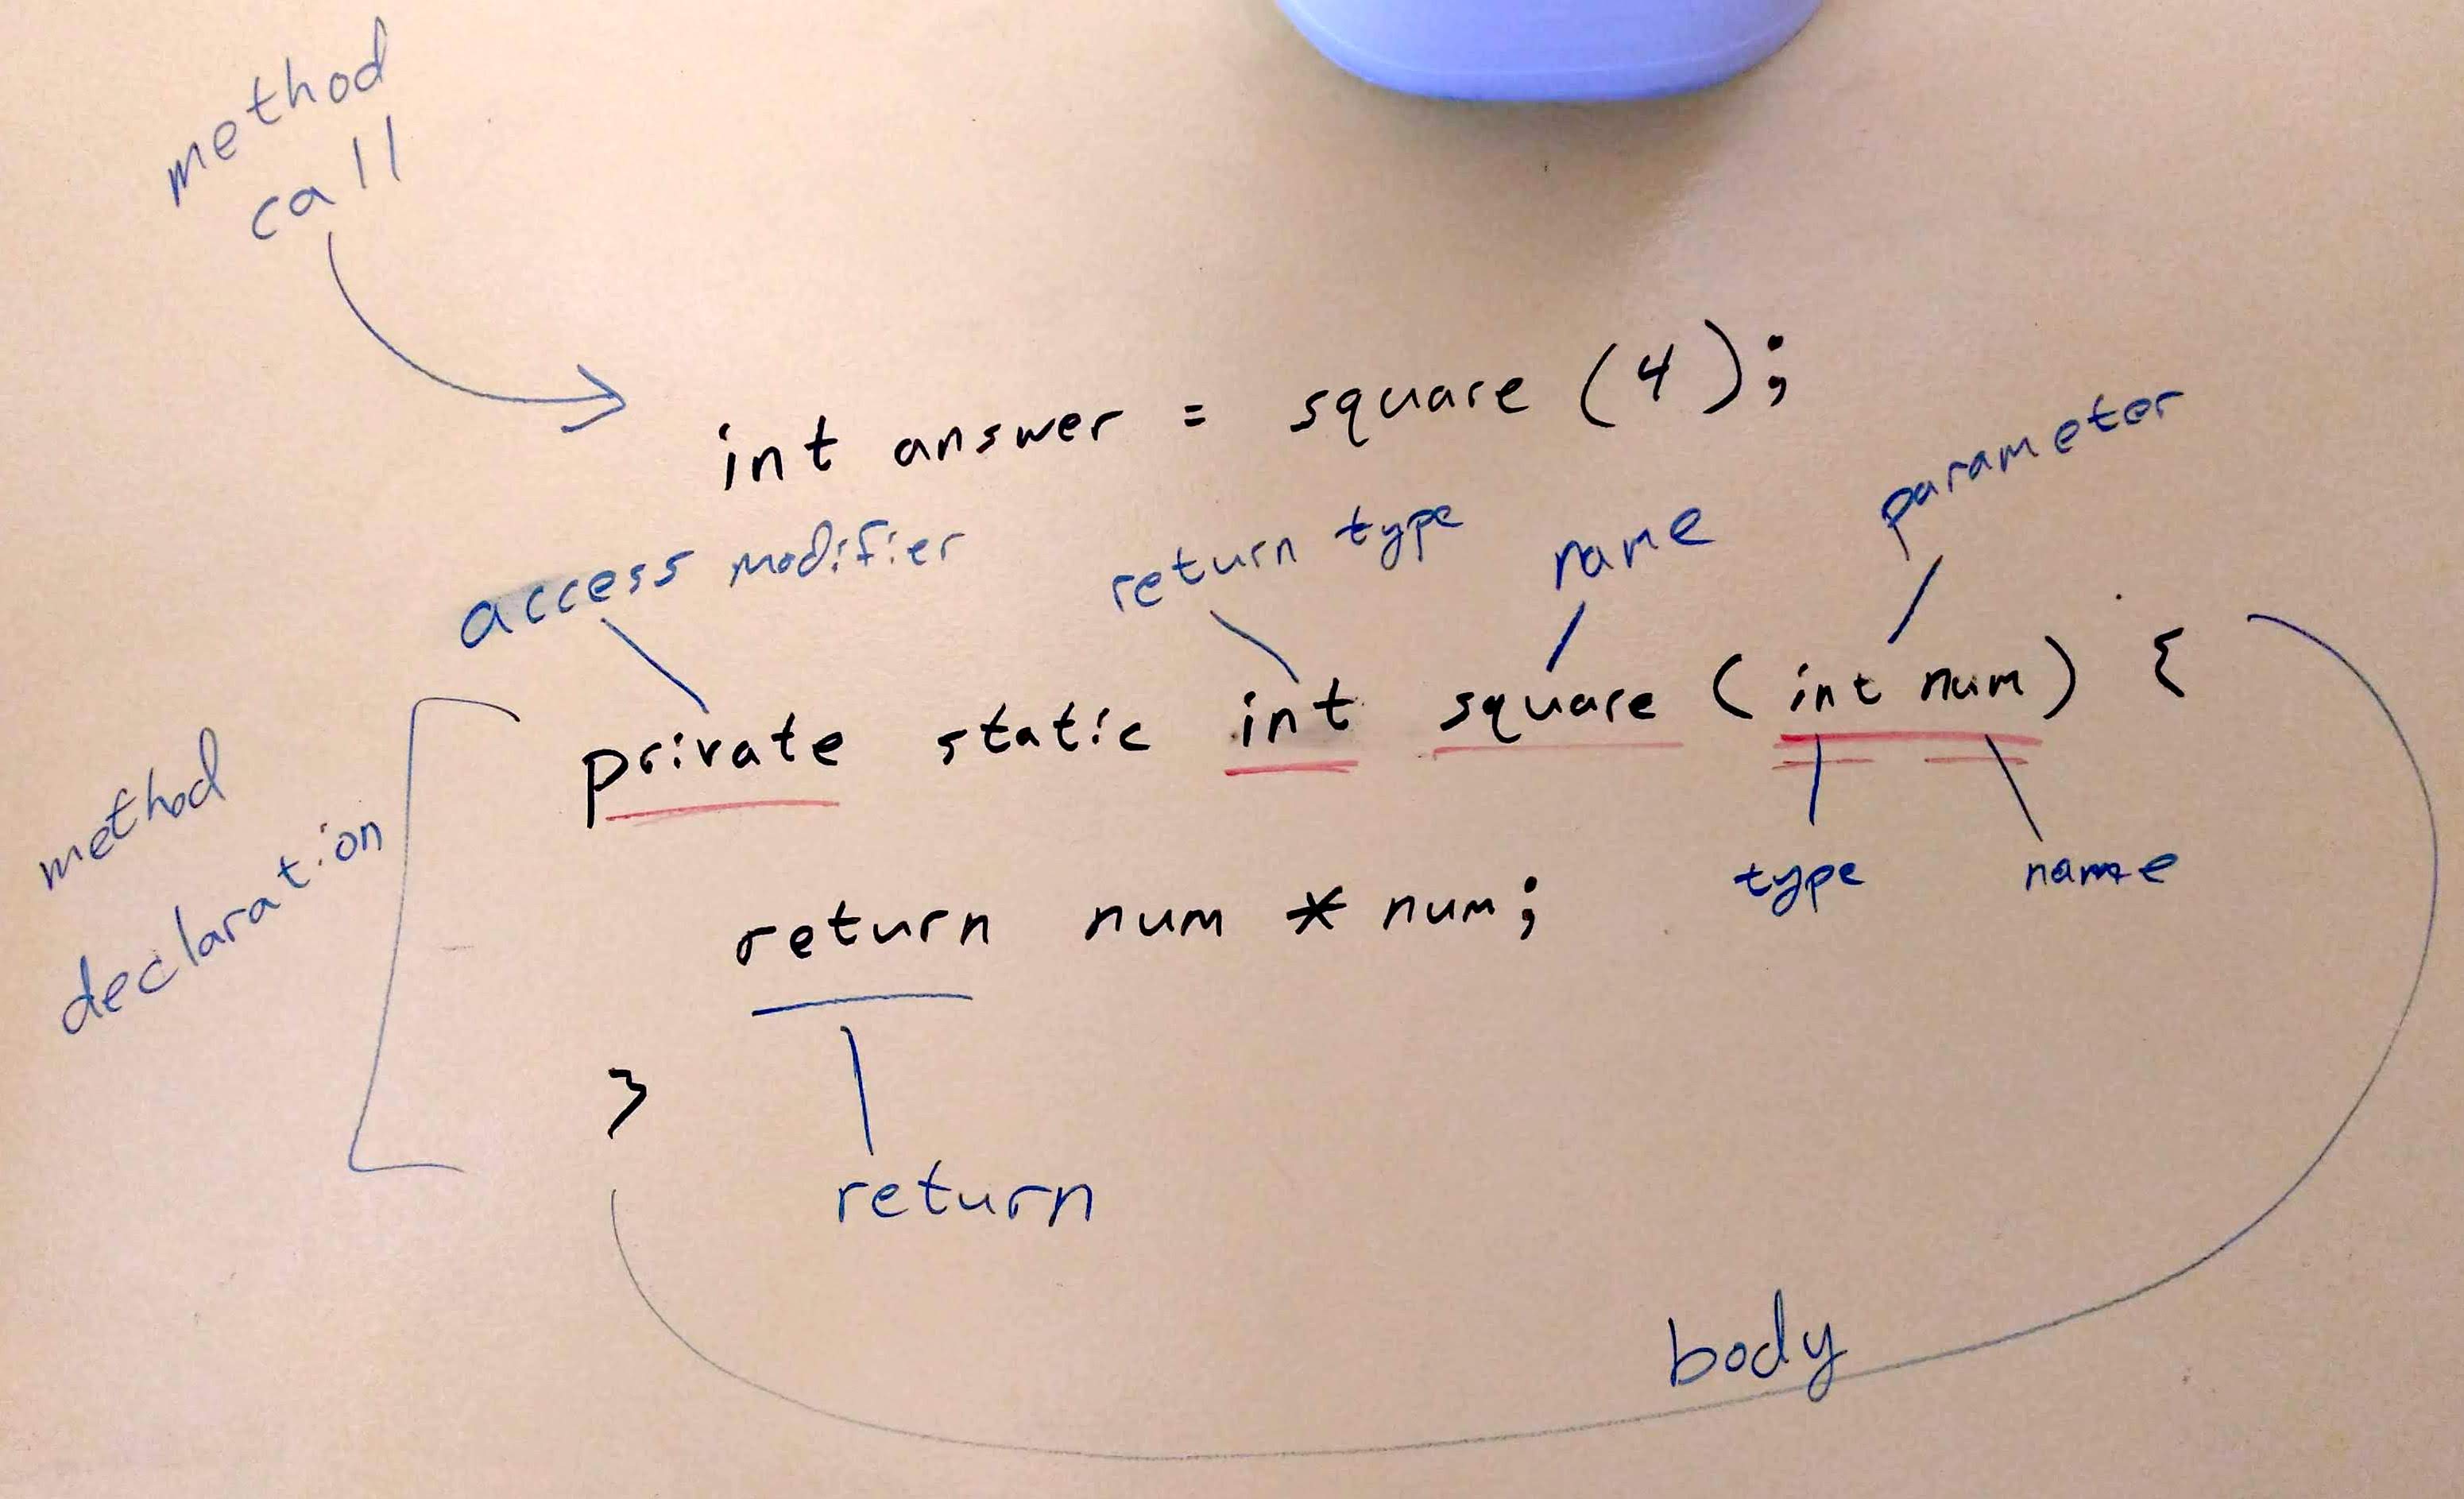 method
call
int answer = square (4);
access modifier
return type
name
parameter
private static int square (int num) {
method
declaration
type
name
return num * num;
}
return
body